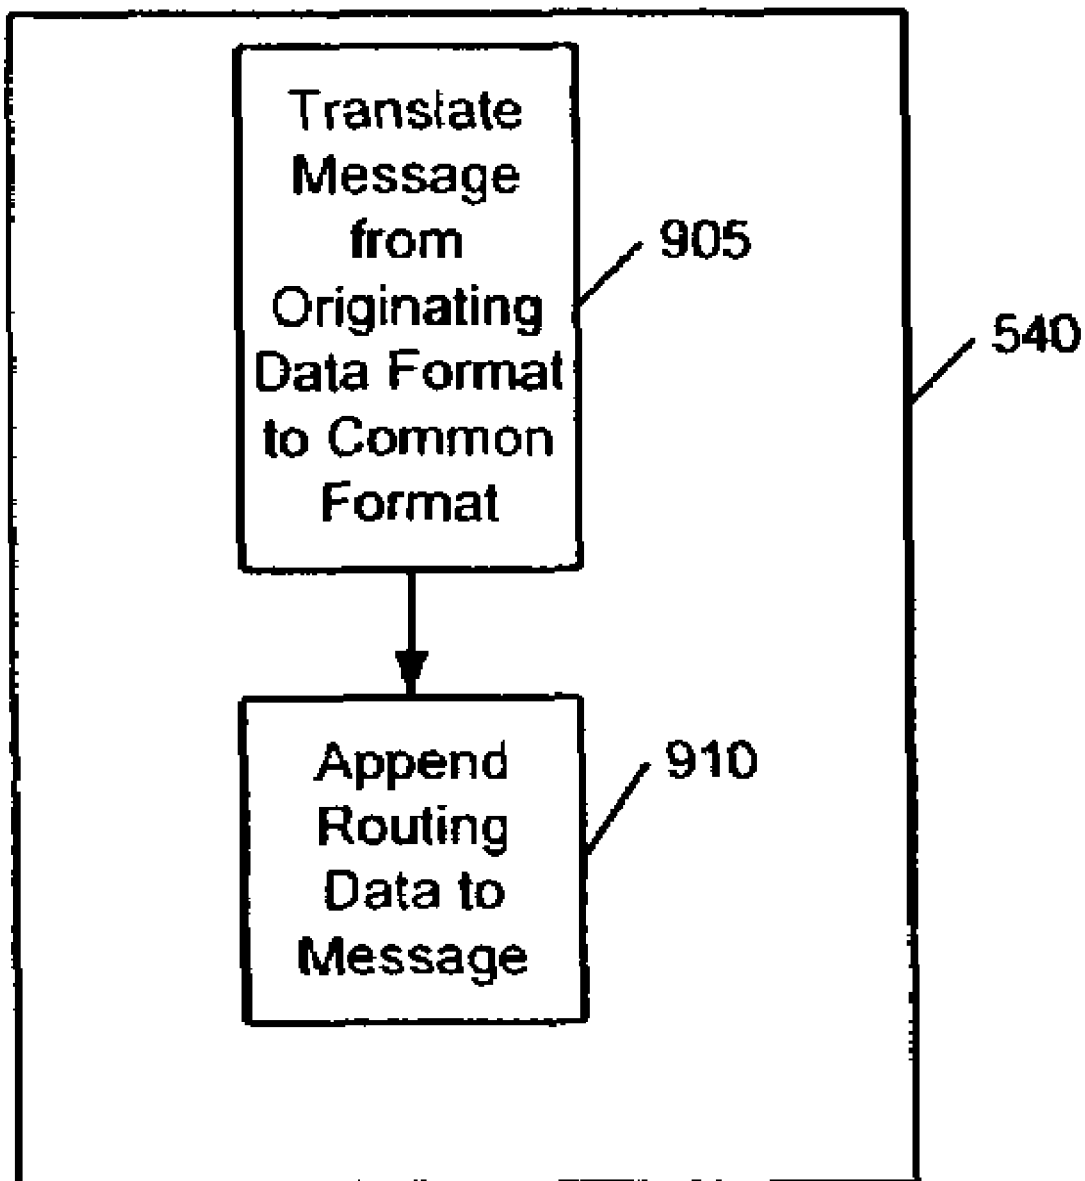 Translate
Message
from
Originating
Data Format
to Common
Format
905
540
Append
Routing
Data to
Message
910